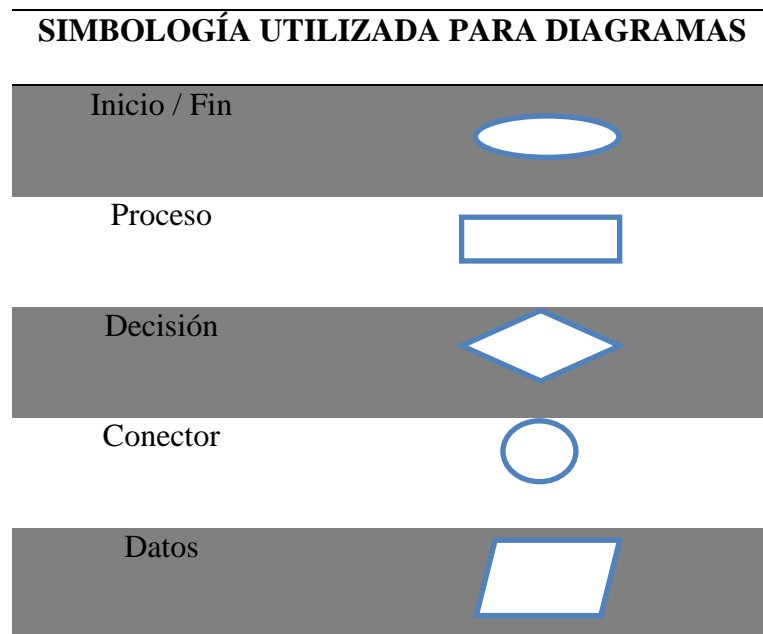 SIMBOLOGÍA UTILIZADA PARA DIAGRAMAS
Inicio / Fin
Proceso
Decisión
Conector
Datos